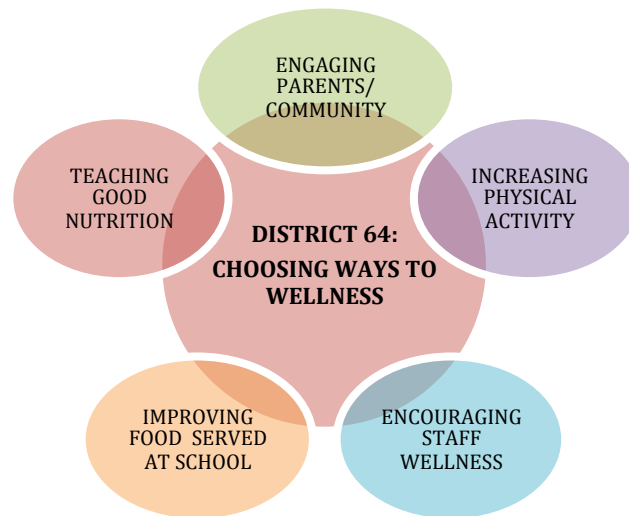 ENGAGING
PARENTS/
COMMUNITY
TEACHING
GOOD
NUTRITION
INCREASING
PHYSICAL
ACTIVITY
DISTRICT 64:
CHOOSING WAYS TO
WELLNESS
IMPROVING
FOOD SERVED
AT SCHOOL
ENCOURAGING
STAFF
WELLNESS